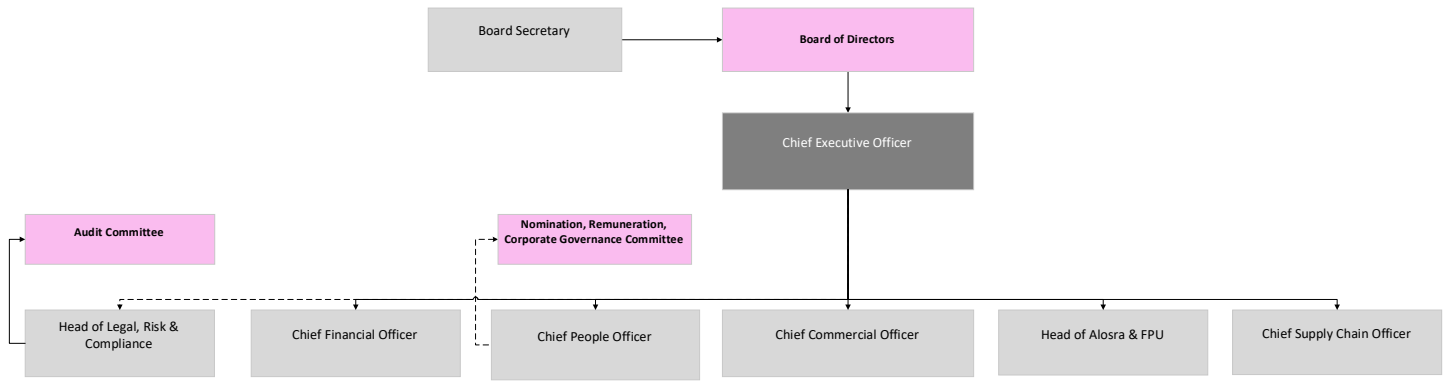 Board Secretary
Board of Directors
Chief Executive Officer
Audit Committee
Nomination, Remuneration,
Corporate Governance Committee
Head of Legal, Risk &
Compliance
Chief Financial Officer
Chief People Officer
Chief Commercial Officer
Head of Alosra & FPU
Chief Supply Chain Officer